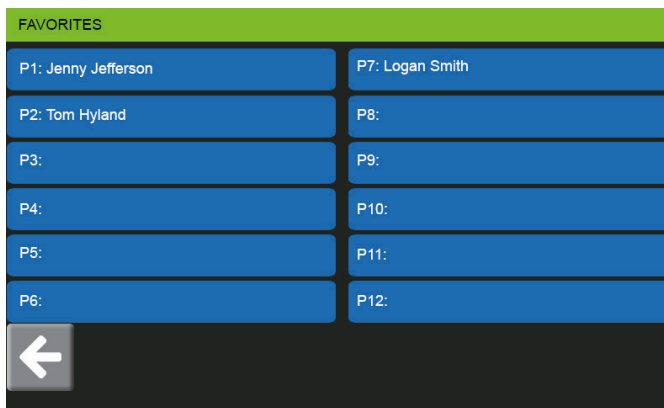 FAVORITES
P1: Jenny Jefferson
P2: Tom Hyland
P3:
P4:
P5:
P6:
P7: Logan Smith
P8:
P9:
P10:
P11:
P12: